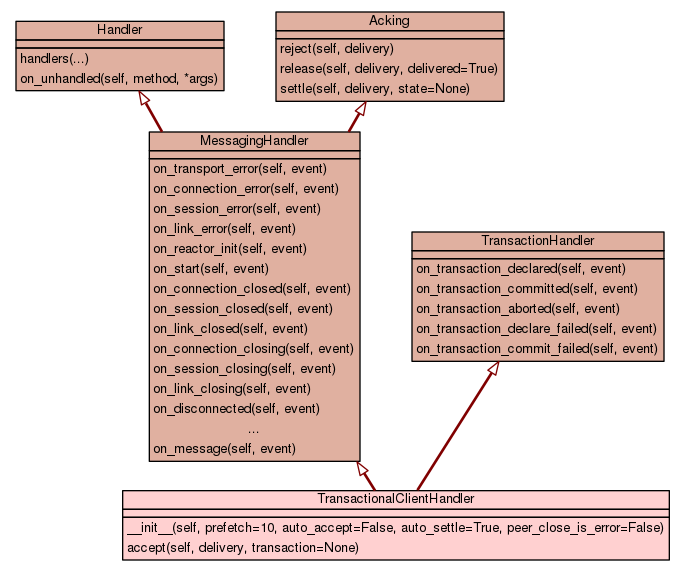 Handler
handlers(...)
on_unhandled(self, method, *args)
Acking
reject(self, delivery)
release(self, delivery, delivered=True)
settle(self, delivery, state=None)
MessagingHandler
on_transport_error(self, event)
on_connection_error(self, event)
on_session_error(self, event)
on_link_error(self, event)
on_reactor_init(self, event)
on_start(self, event)
on_connection_closed(self, event)
on_session_closed(self, event)
on_link_closed(self, event)
on_connection_closing(self, event)
on_session_closing(self, event)
on_link_closing(self, event)
on_disconnected(self, event)
...
on_message(self, event)
TransactionHandler
on_transaction_declared(self, event)
on_transaction_committed(self, event)
on_transaction_aborted(self, event)
on_transaction_declare_failed(self, event)
on_transaction_commit_failed(self, event)
TransactionalClientHandler
__init__(self, prefetch=10, auto_accept=False, auto_settle=True, peer_close_is_error=False)
accept(self, delivery, transaction=None)